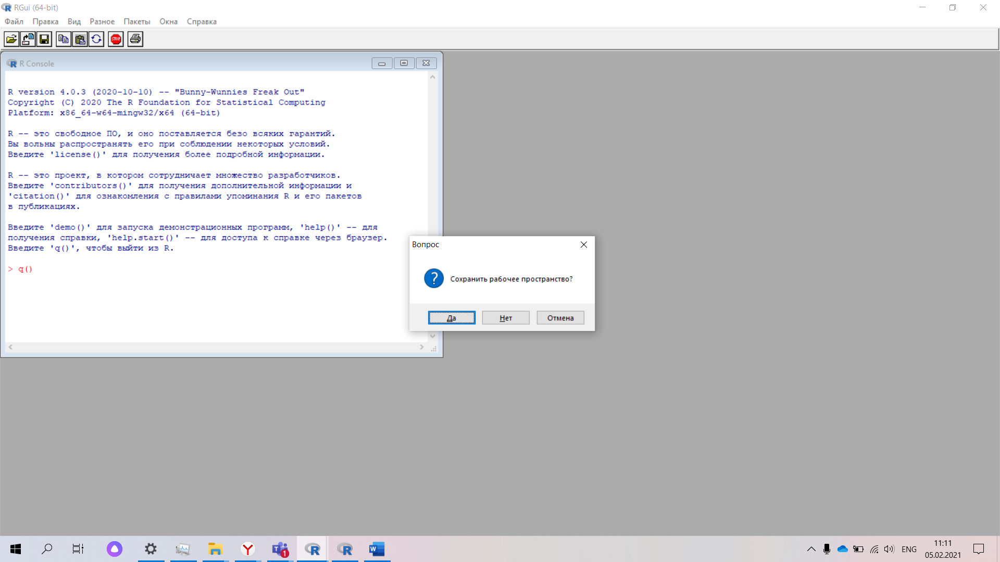 RGui (64-bit)
Файл Правка Вид Разное Пакеты Окна Справка
STOP
R Console
R version 4.0.3 (2020-10-10) -- "Bunny-Wunnies Freak Out"
Copyright (C) 2020 The R Foundation for Statistical Computing
Platform: x86_64-w64-mingw32/x64 (64-bit)
R -- это свободное ПО, и оно поставляется безо всяких гарантий.
Вы вольны распространять его при соблюдении некоторых условий.
Введите 'license()' для получения более подробной информации.
R -- это проект, в котором сотрудничает множество разработчиков.
Введите 'contributors()' для получения дополнительной информации и
'citation()' для ознакомления с правилами упоминания R и его пакетов
в публикациях.
Введите 'demo()' для запуска демонстрационных программ, 'help()' -- для
получения справки, 'help.start()' -- для доступа к справке через браузер.
Введите 'q()', чтобы выйти из R.
> q()
Вопрос
Сохранить рабочее пространство?
Да Нет Отмена
ENG
11:11
05.02.2021